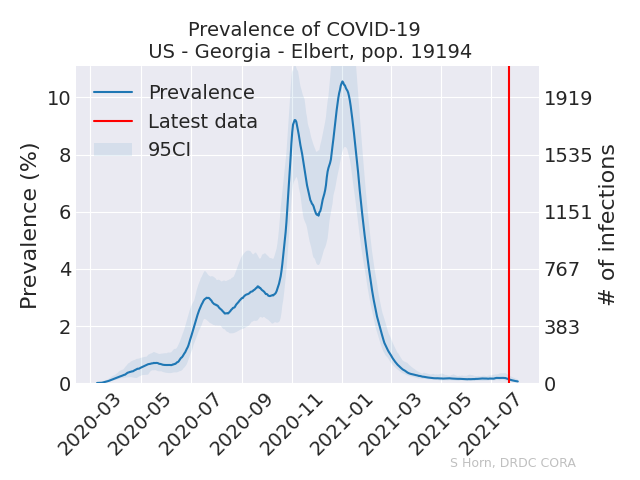 Prevalence of COVID-19
US - Georgia - Elbert, pop. 19194
Prevalence
Latest data
95CI
Prevalence (%)
10
8
6
4
2
0
# of infections
1919
1535
1151
767
383
0
2020-03
2020-05
2020-07
2020-09
2020-11
2021-01
2021-03
2021-05
2021-07
S Horn, DRDC CORA